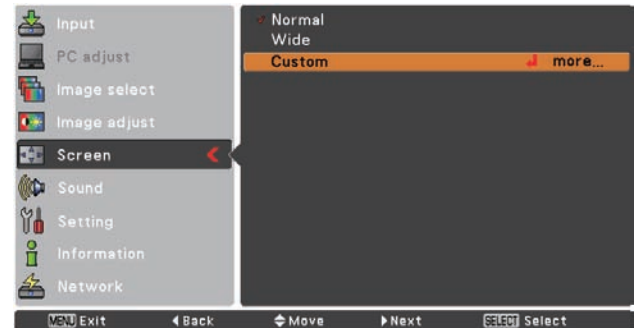 Input
PC adjust
Image select
Image adjust
Screen
Sound
Setting
Information
Network
Normal
Wide
Custom more...
MENU Exit Back Move Next SELECT Select